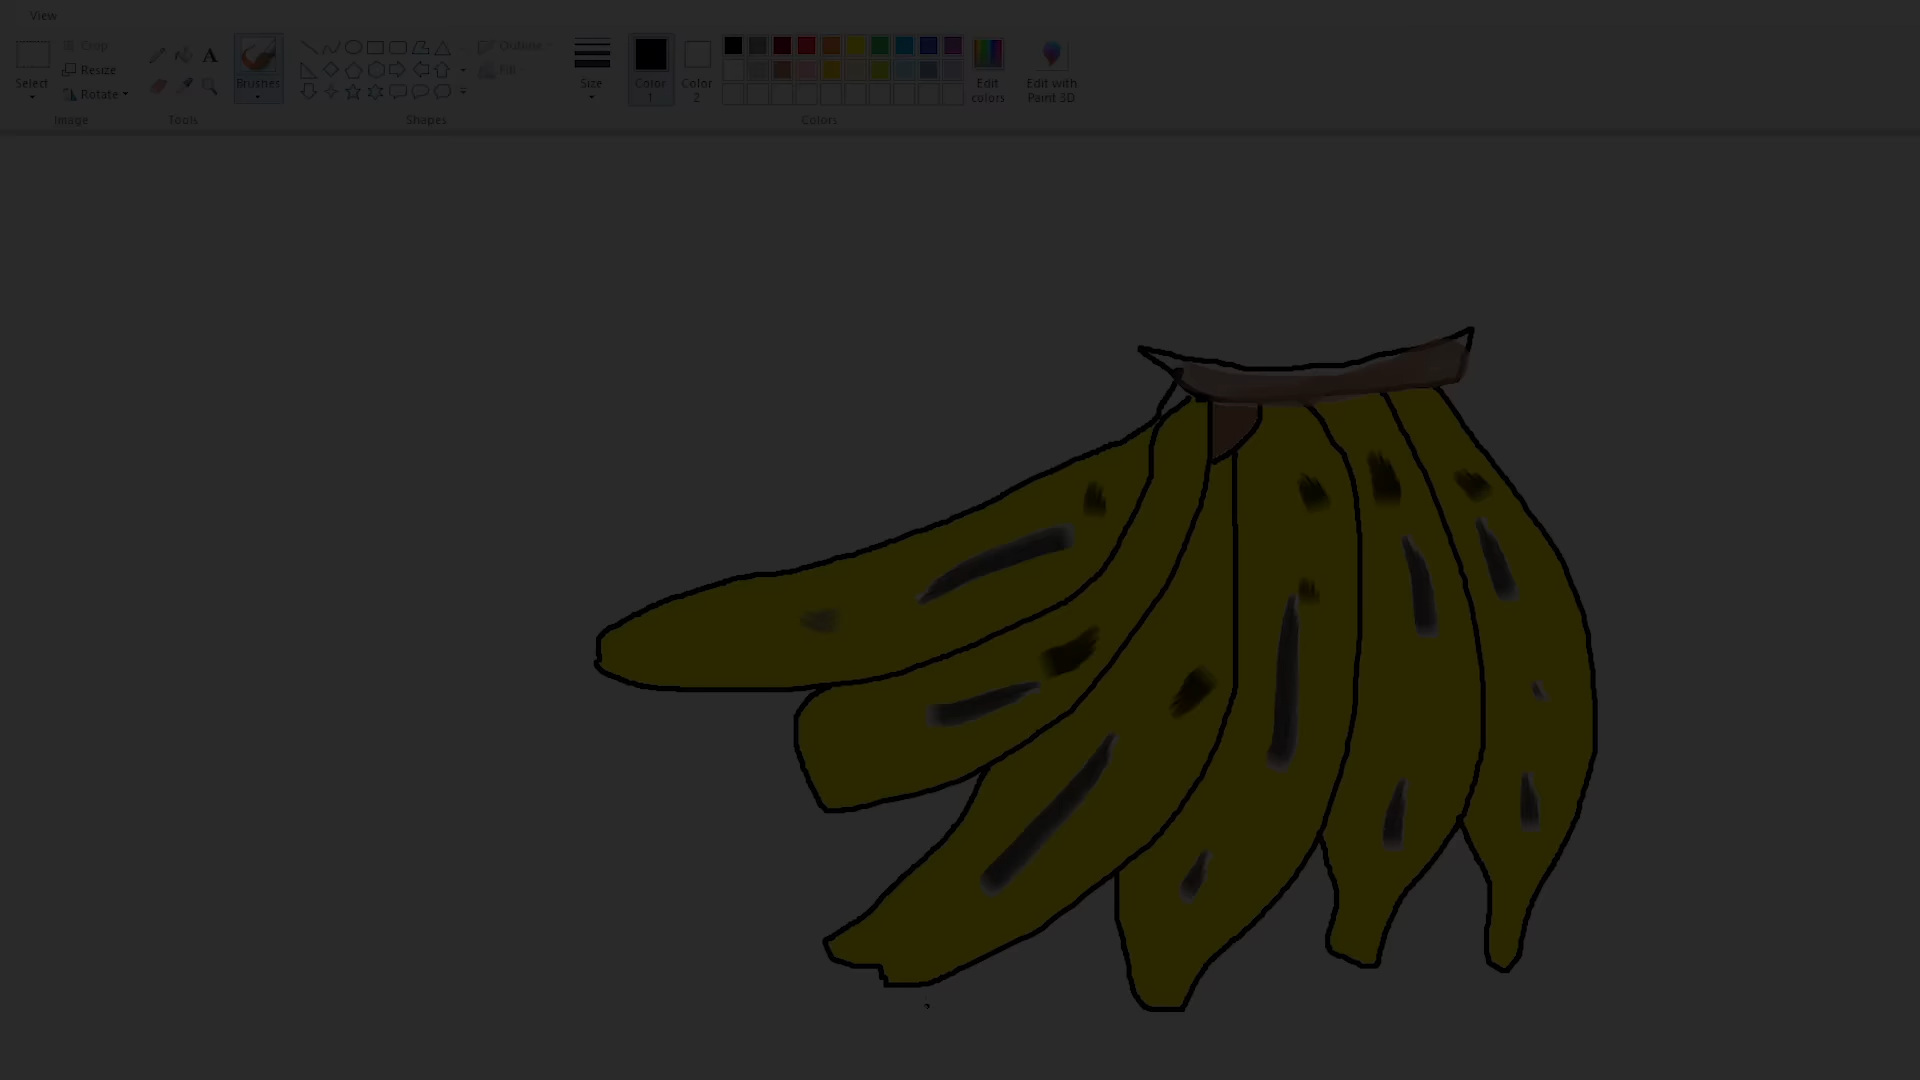 View
Crop
Resize
Rotate
Select
Image
A
Tools
Brushes
Outline
Fill
Shapes
Size
Color
1
Color
2
Colors
Edit
colors
Edit with
Paint 3D